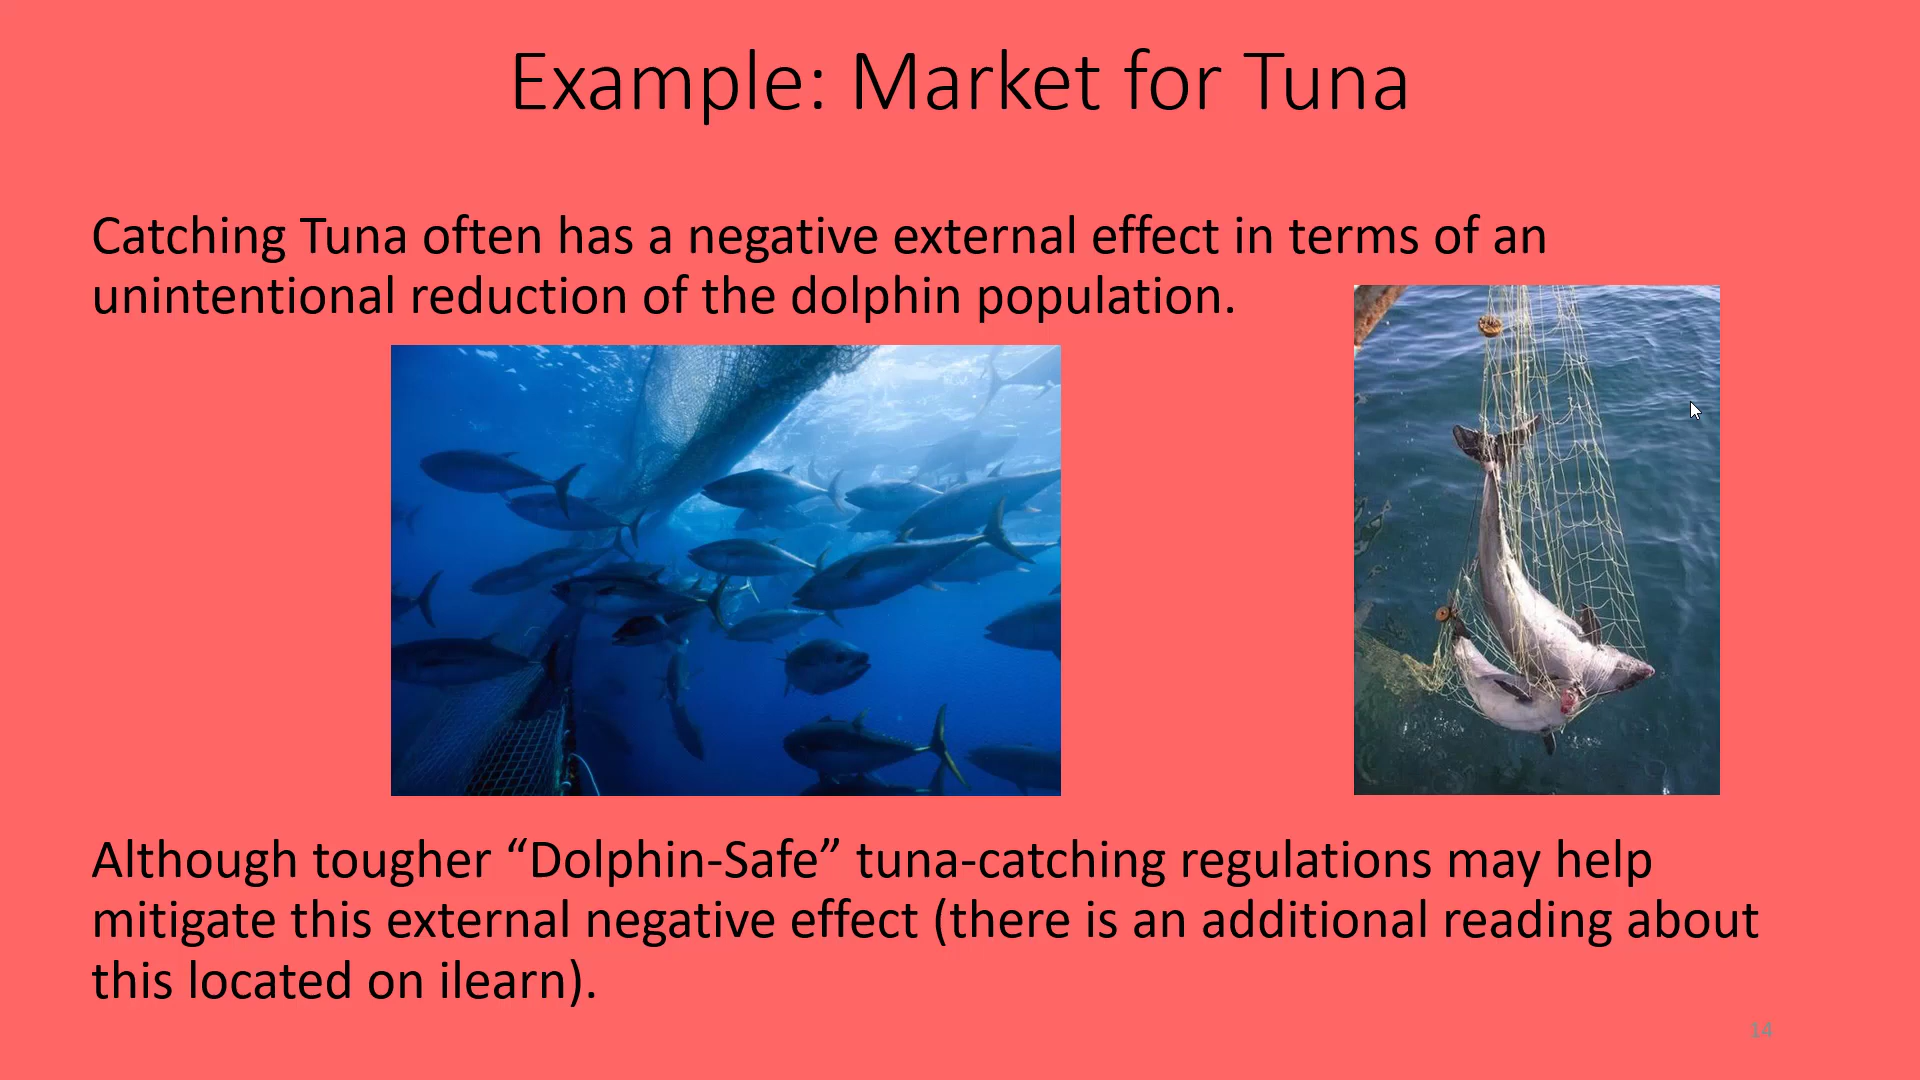 Example: Market for Tuna
Catching Tuna often has a negative external effect in terms of an
unintentional reduction of the dolphin population.
Although tougher “Dolphin-Safe” tuna-catching regulations may help
mitigate this external negative effect (there is an additional reading about
this located on ilearn).
14